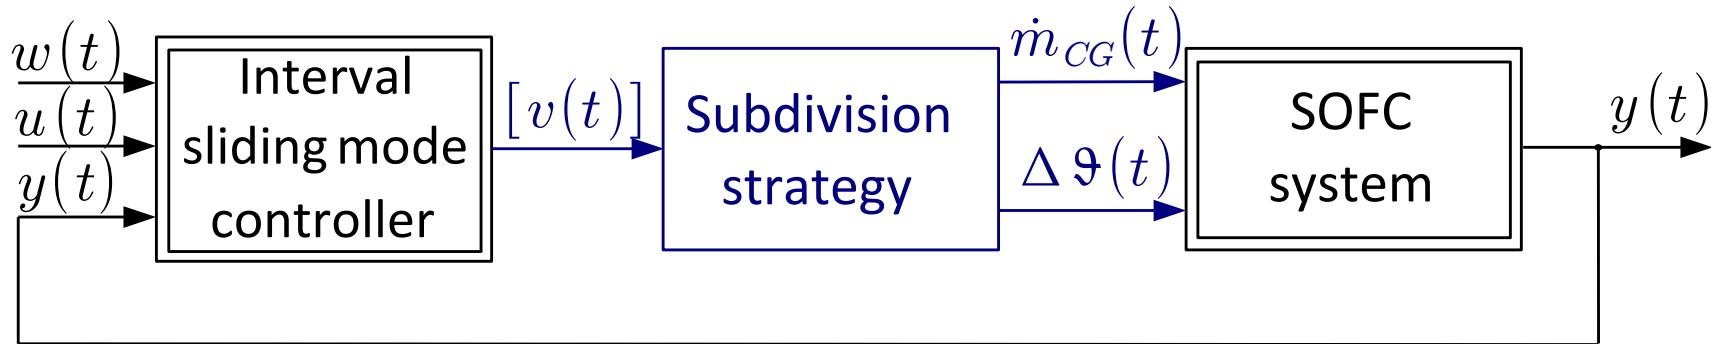 w(t)
u(t)
y(t)
Interval
sliding mode
controller
[v(t)]
Subdivision
strategy
ṁ_CG(t)
Δϑ(t)
SOFC
system
y(t)